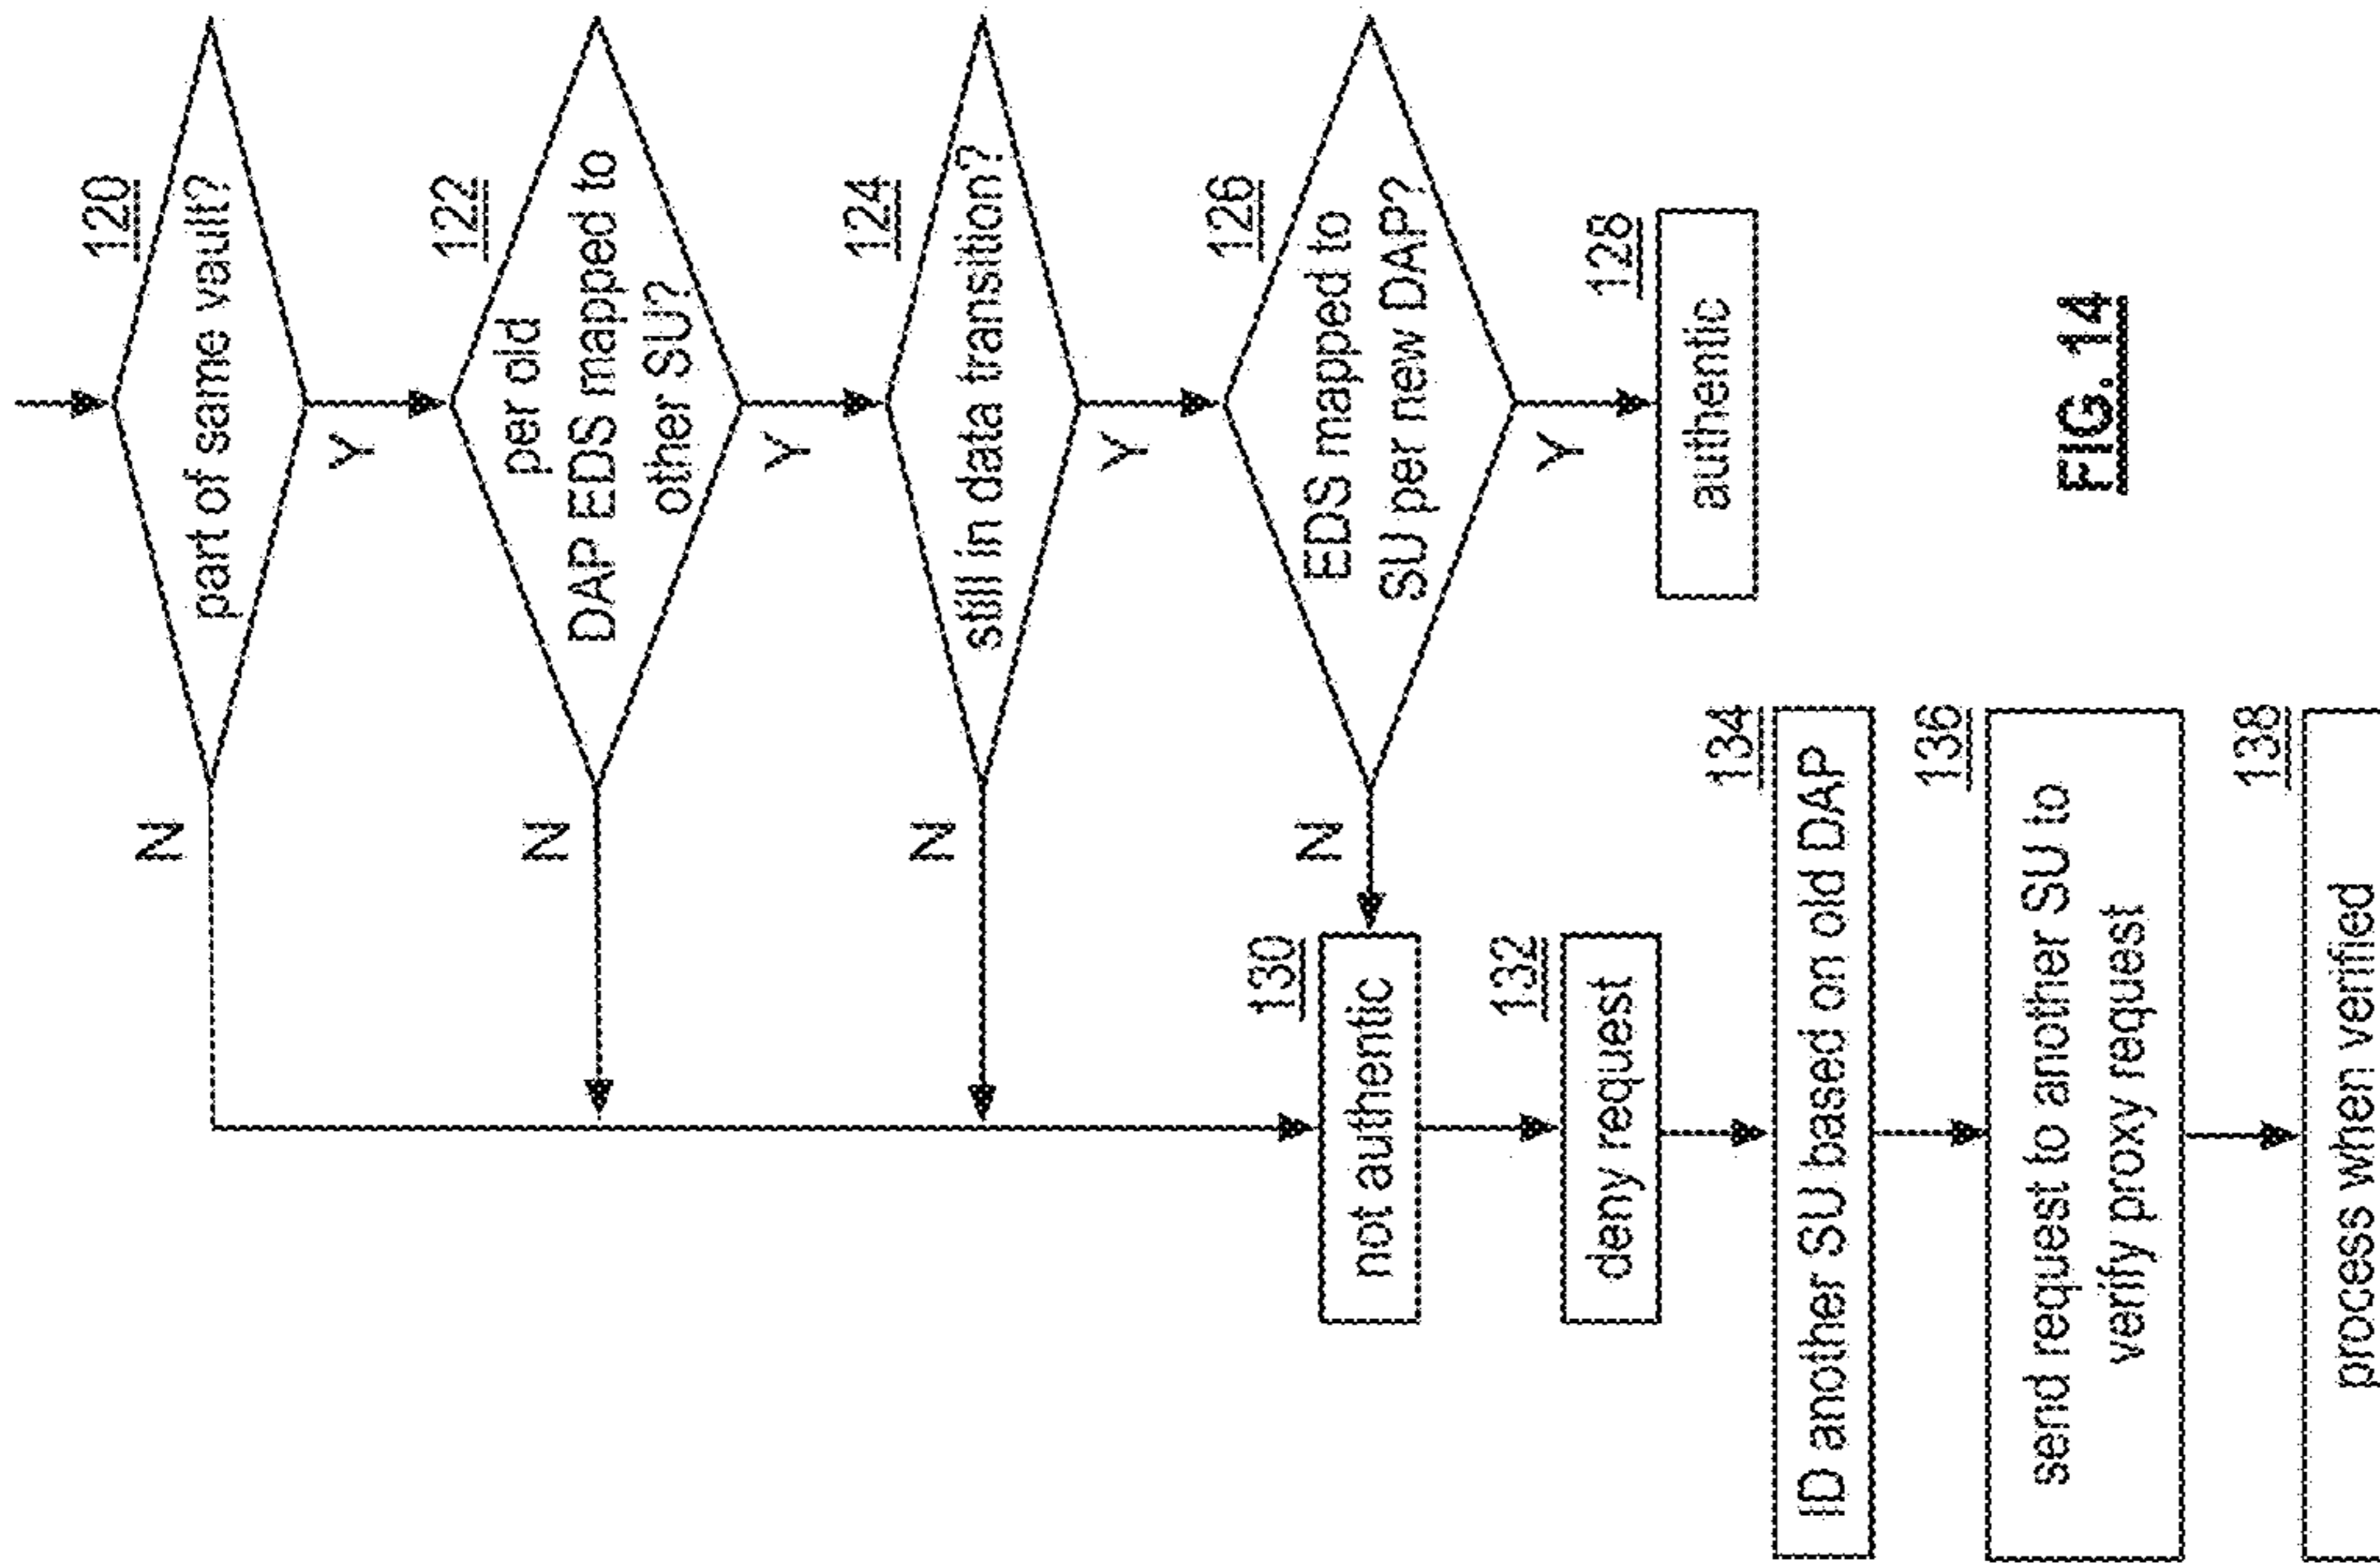 120
part of same vault?
N
Y
122
per old
DAP EDS mapped to
other SU?
N
Y
124
still in data transition?
N
Y
126
EDS mapped to
SU per new DAP?
N
Y
128
authentic
130
not authentic
132
deny request
134
ID another SU based on old DAP
136
send request to another SU to
verify proxy request
138
process when verified
FIG. 14